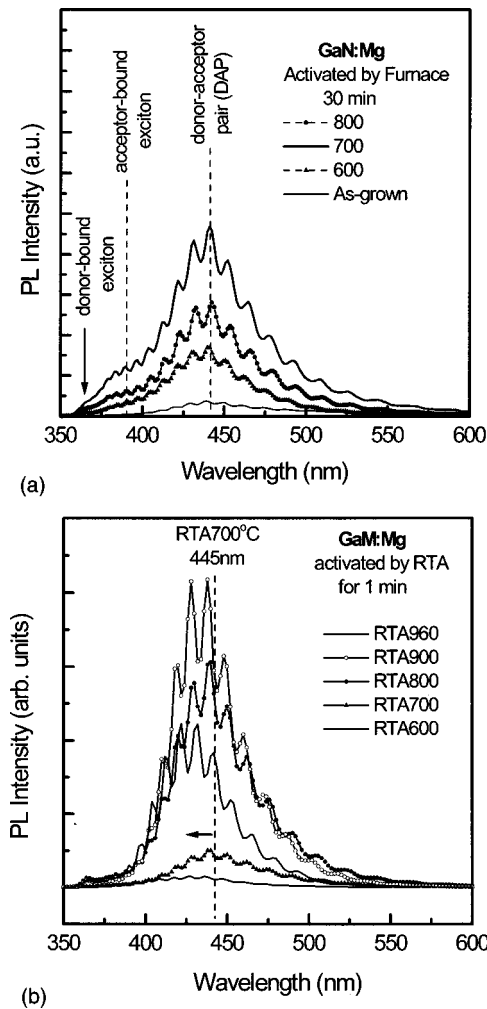 GaN:Mg
Activated by Furnace
30 min
800
700
600
As-grown
donor-bound
exciton
acceptor-bound
exciton
donor-acceptor
pair (DAP)
PL Intensity (a.u.)
350 400 450 500 550 600
Wavelength (nm)
(a)
RTA700°C
445nm
GaM:Mg
activated by RTA
for 1 min
RTA960
RTA900
RTA800
RTA700
RTA600
PL Intensity (arb. units)
350 400 450 500 550 600
Wavelength (nm)
(b)